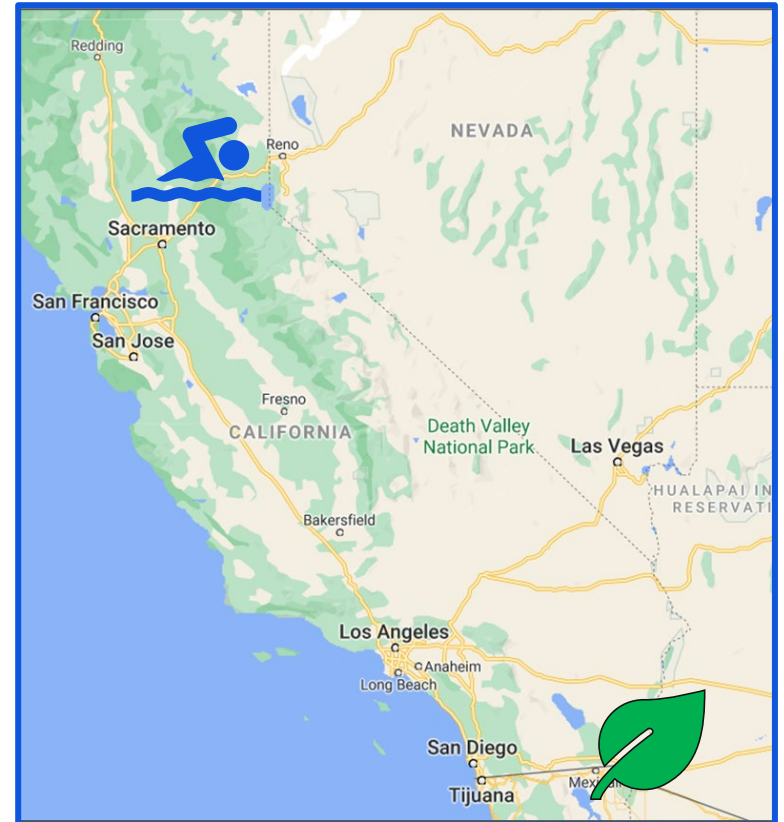 Redding
NEVADA
Reno
Sacramento
San Francisco
San Jose
Fresno
CALIFORNIA
Death Valley
National Park
Las Vegas
HUALAPAI IN
RESERVATI
Bakersfield
Los Angeles
Anaheim
Long Beach
San Diego
Tijuana